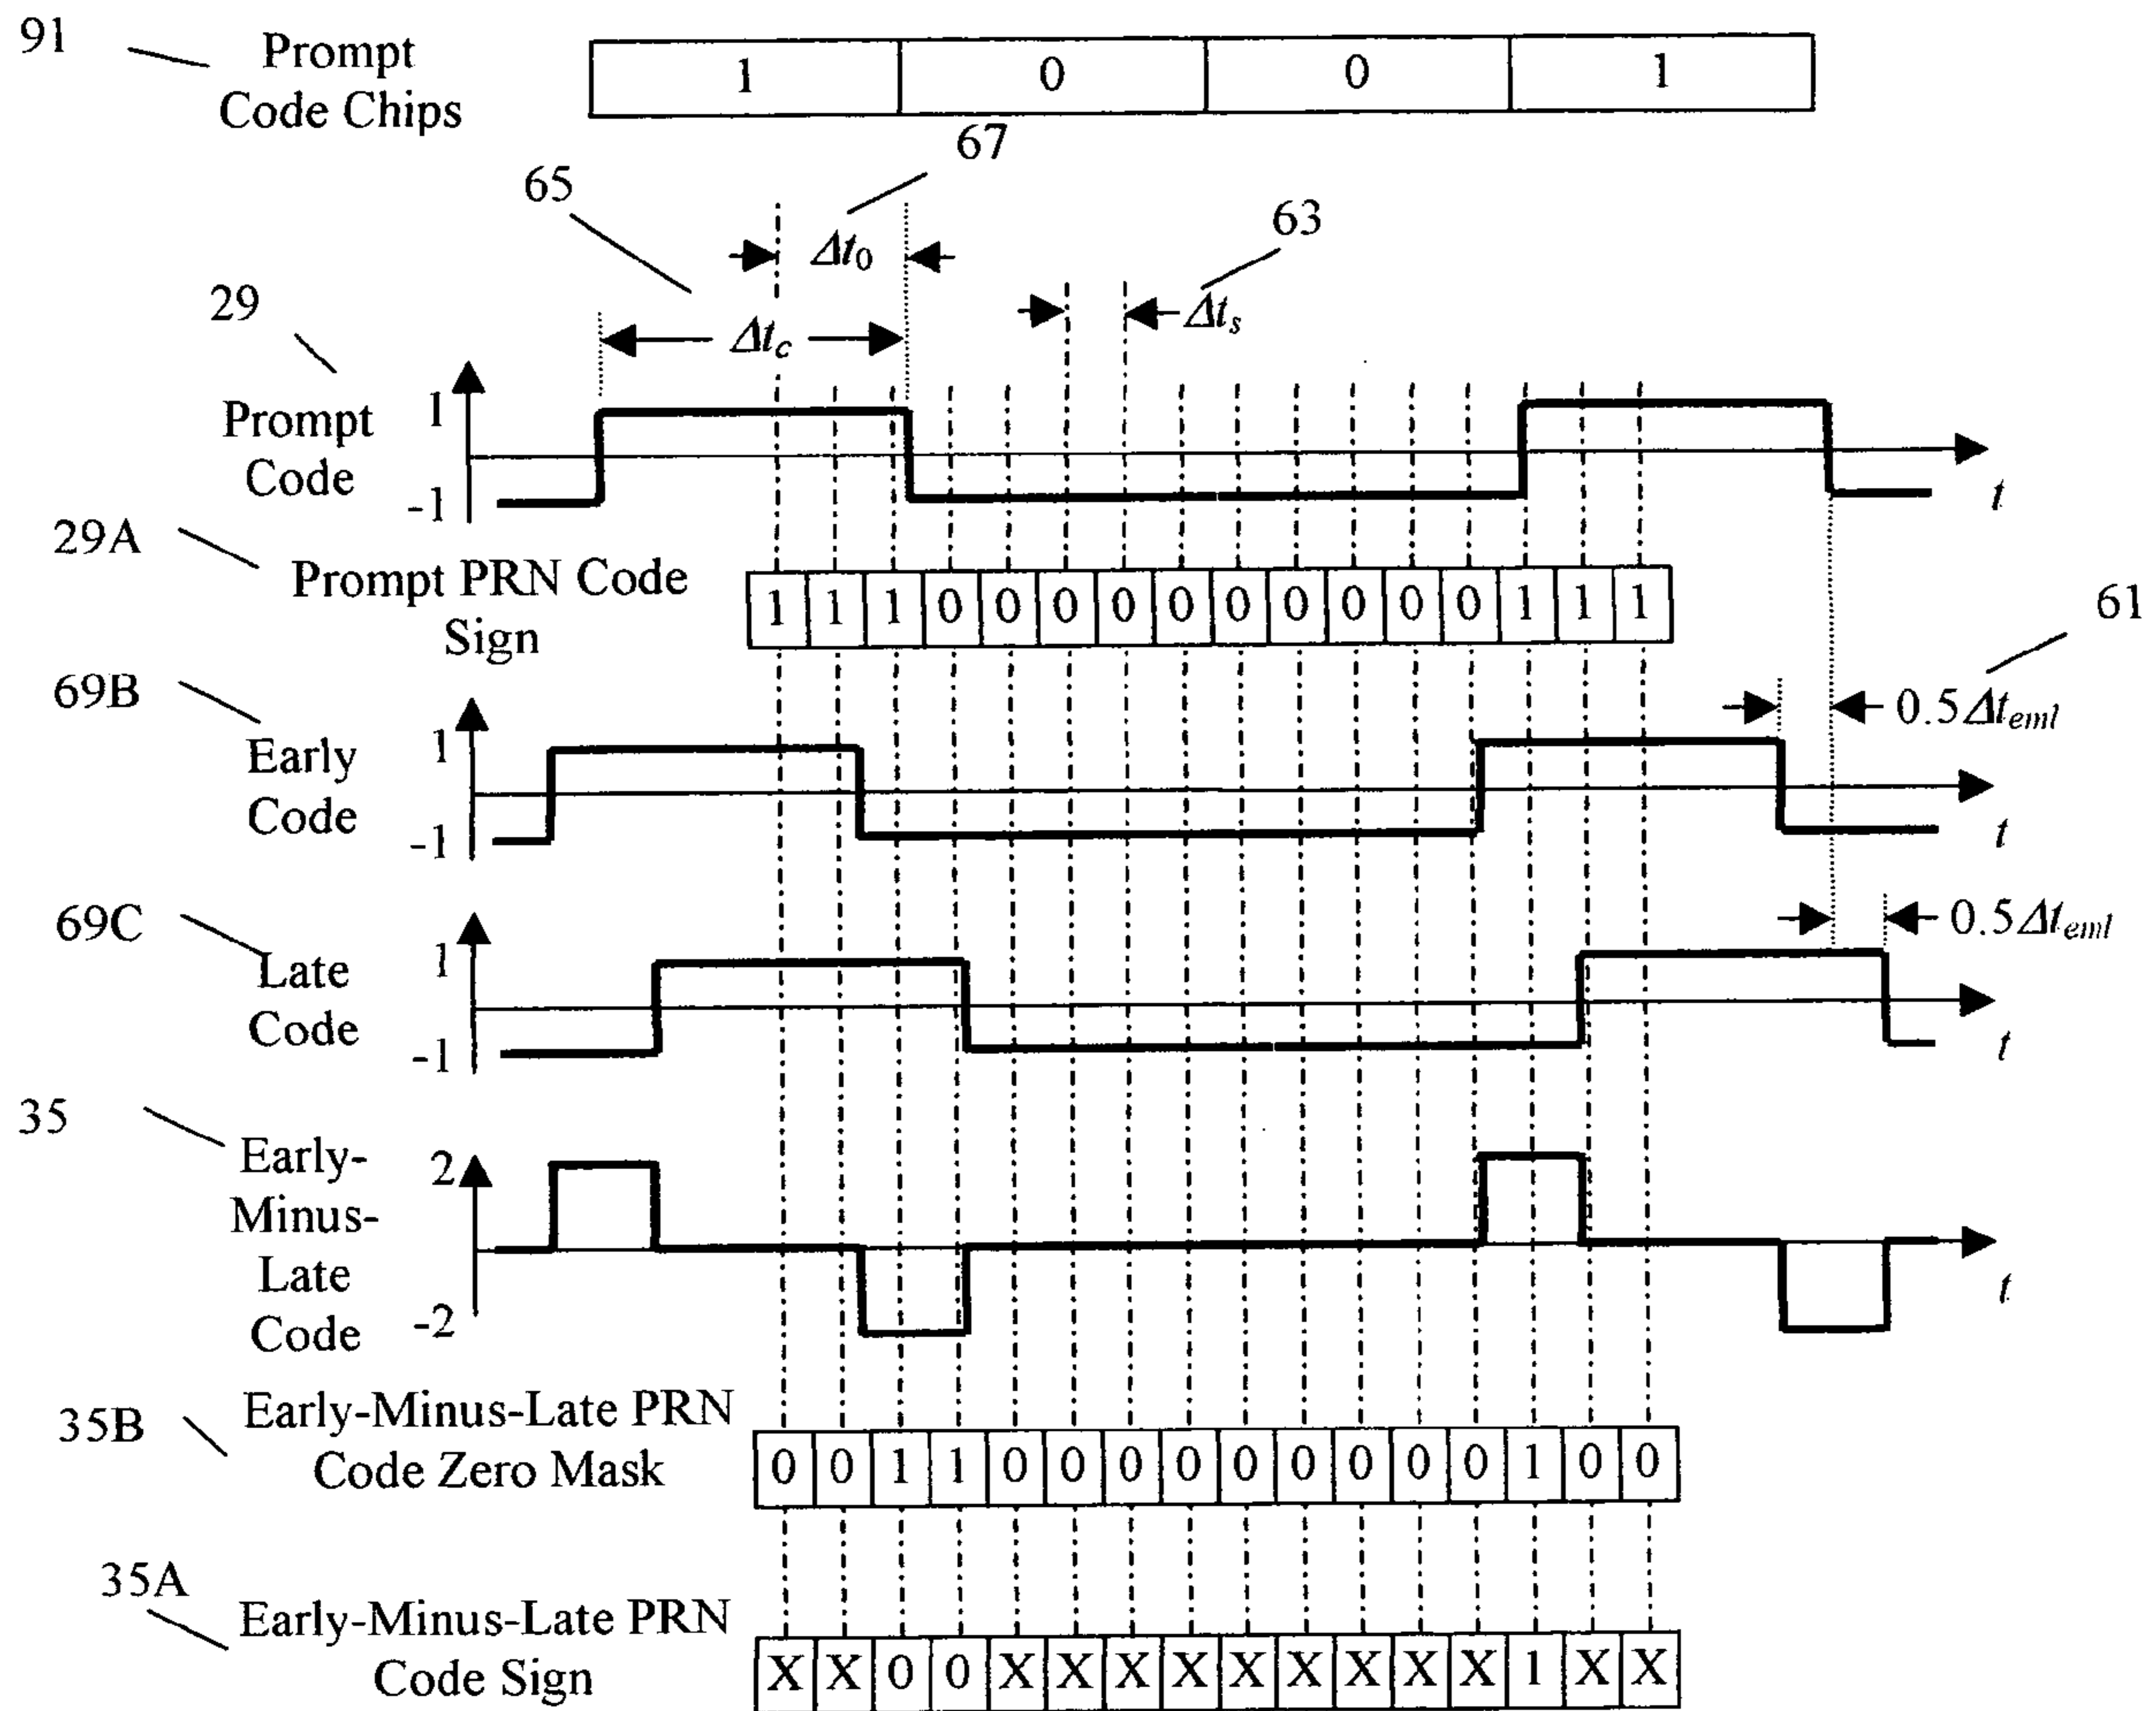 91
Prompt
Code Chips
1 0 0 1
67
65
Δt0
63
29
Δtc
Δts
Prompt
Code
1
-1
t
29A
Prompt PRN Code
Sign
1 1 1 0 0 0 0 0 0 0 0 0 0 1 1 1
61
69B
Early
Code
1
-1
0.5Δteml
t
69C
Late
Code
1
-1
0.5Δteml
t
35
Early-
Minus-
Late
Code
2
-2
t
35B
Early-Minus-Late PRN
Code Zero Mask
0 0 1 1 0 0 0 0 0 0 0 0 0 1 0 0
35A
Early-Minus-Late PRN
Code Sign
X X 0 0 X X X X X X X X X 1 X X